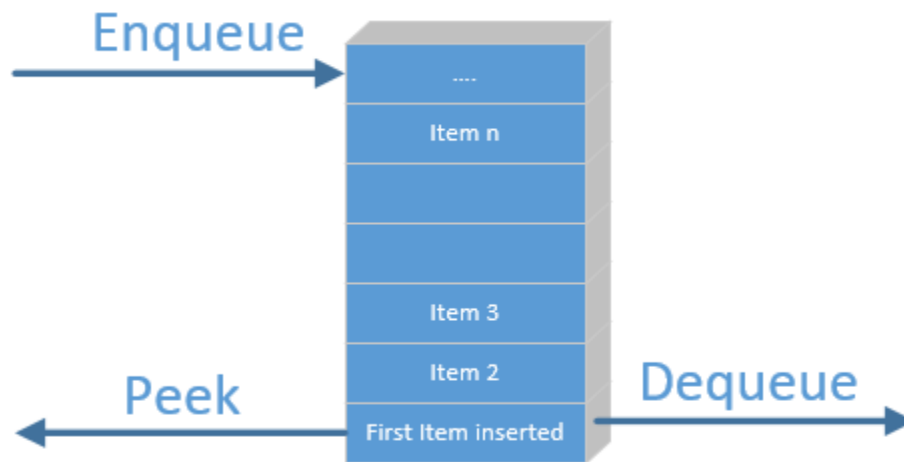 Enqueue
....
Item n
Item 3
Item 2
Peek
Dequeue
First Item inserted